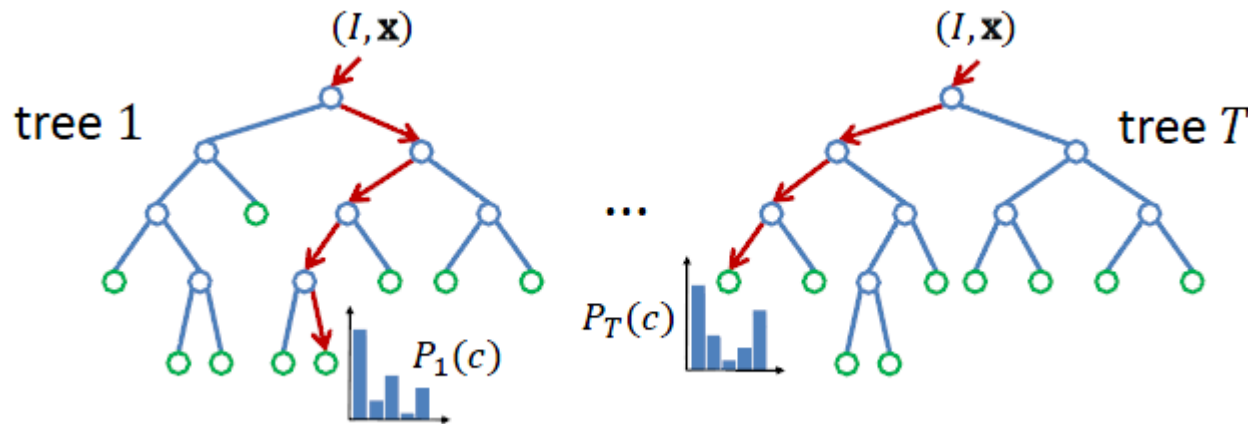 (I, x)
(I, x)
tree 1
tree T
...
P_T(c)
P_1(c)